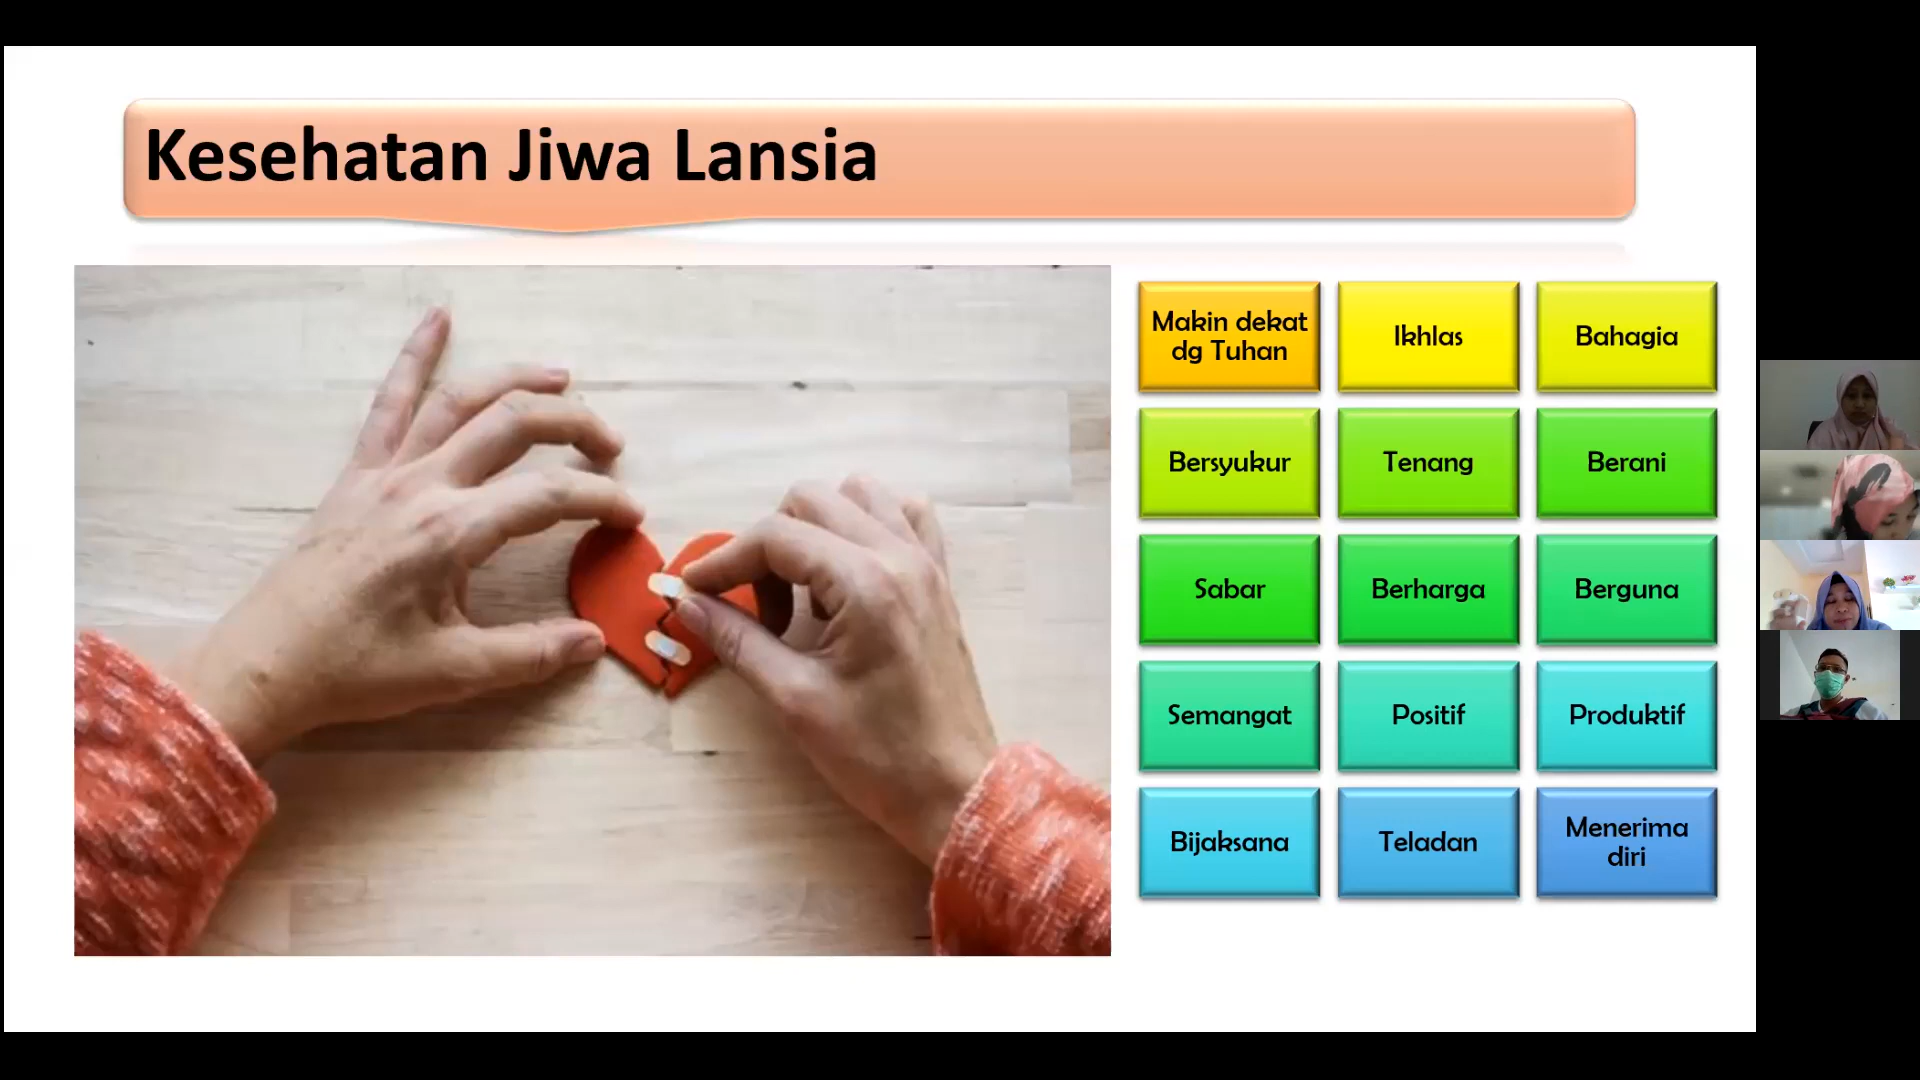 Kesehatan Jiwa Lansia
Makin dekat
dg Tuhan
Ikhlas
Bahagia
Bersyukur
Tenang
Berani
Sabar
Berharga
Berguna
Semangat
Positif
Produktif
Bijaksana
Teladan
Menerima
diri